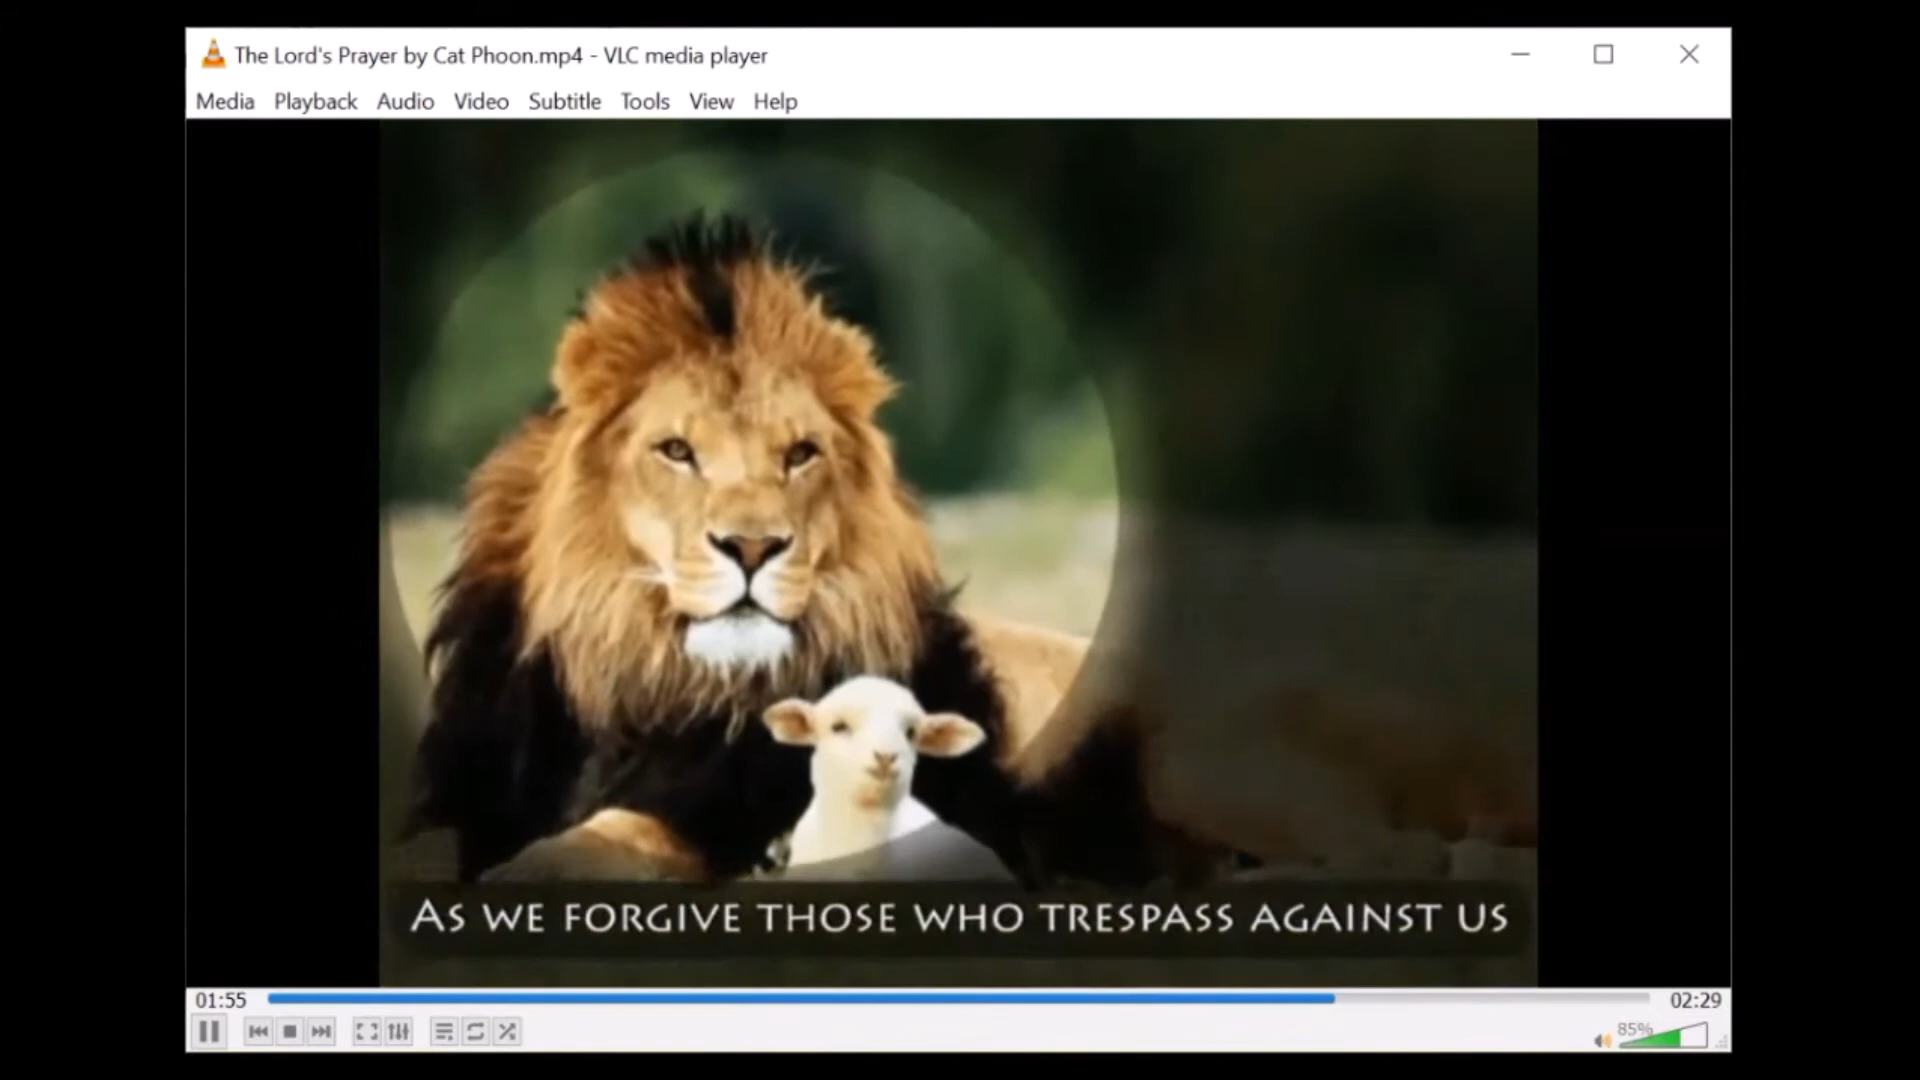 The Lord's Prayer by Cat Phoon.mp4 - VLC media player
Media Playback Audio Video Subtitle Tools View Help
AS WE FORGIVE THOSE WHO TRESPASS AGAINST US
01:55 02:29
85%